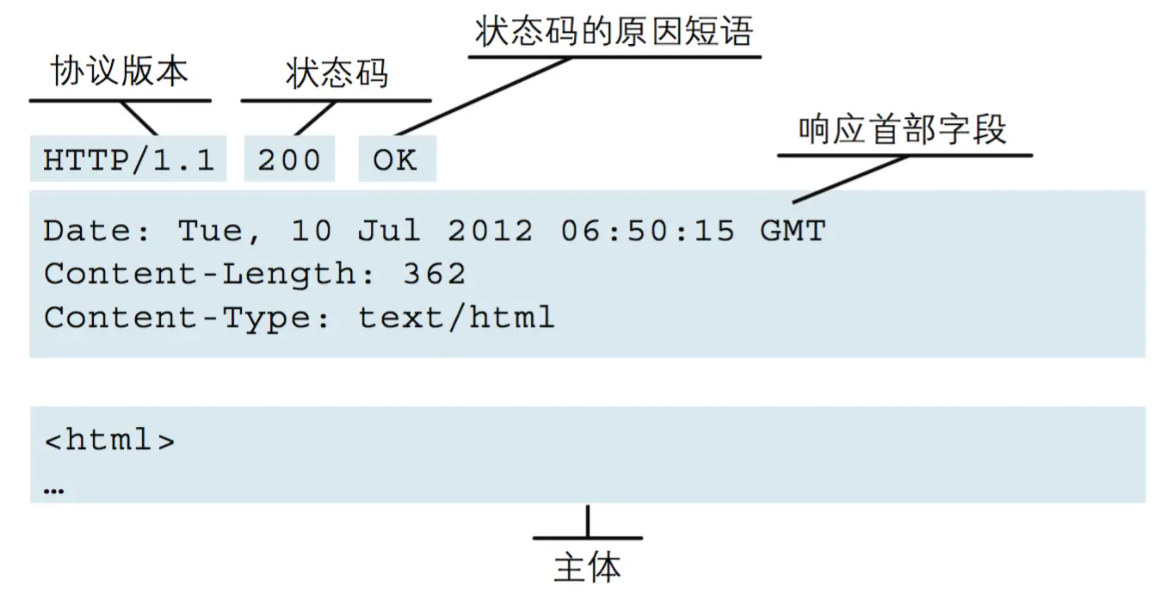 状态码的原因短语
协议版本 状态码
响应首部字段
HTTP/1.1 200 OK
Date: Tue, 10 Jul 2012 06:50:15 GMT
Content-Length: 362
Content-Type: text/html
<html>
…
主体